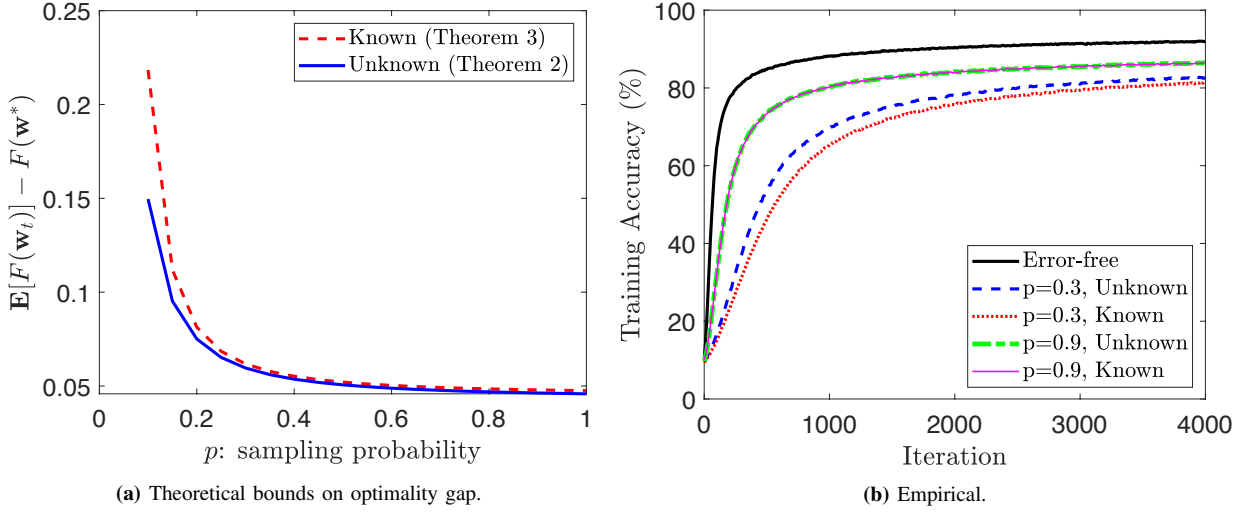 0.25
0.2
0.15
0.1
0.05
0
0.2
0.4
0.6
0.8
1
E[F(w_t)] − F(w*)
p: sampling probability
Known (Theorem 3)
Unknown (Theorem 2)
(a) Theoretical bounds on optimality gap.
100
80
60
40
20
0
0
1000
2000
3000
4000
Training Accuracy (%)
Iteration
Error-free
p=0.3, Unknown
p=0.3, Known
p=0.9, Unknown
p=0.9, Known
(b) Empirical.